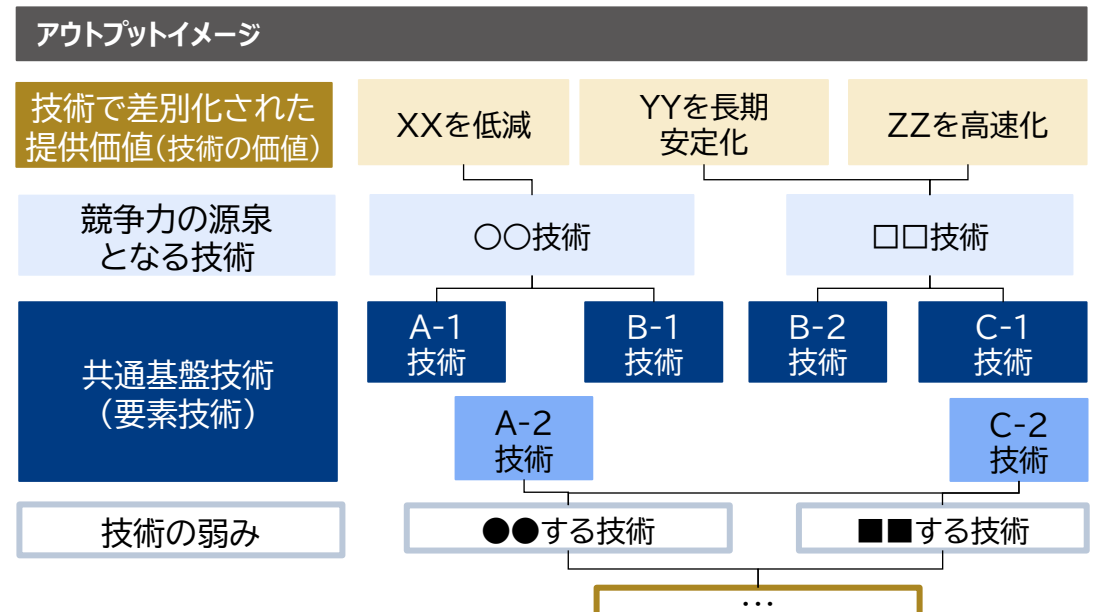 アウトプットイメージ
技術で差別化された
提供価値(技術の価値)
XXを低減
YYを長期
安定化
ZZを高速化
競争力の源泉
となる技術
〇〇技術
□□技術
共通基盤技術
（要素技術）
A-1
技術
B-1
技術
B-2
技術
C-1
技術
A-2
技術
C-2
技術
技術の弱み
●●する技術
■■する技術
…